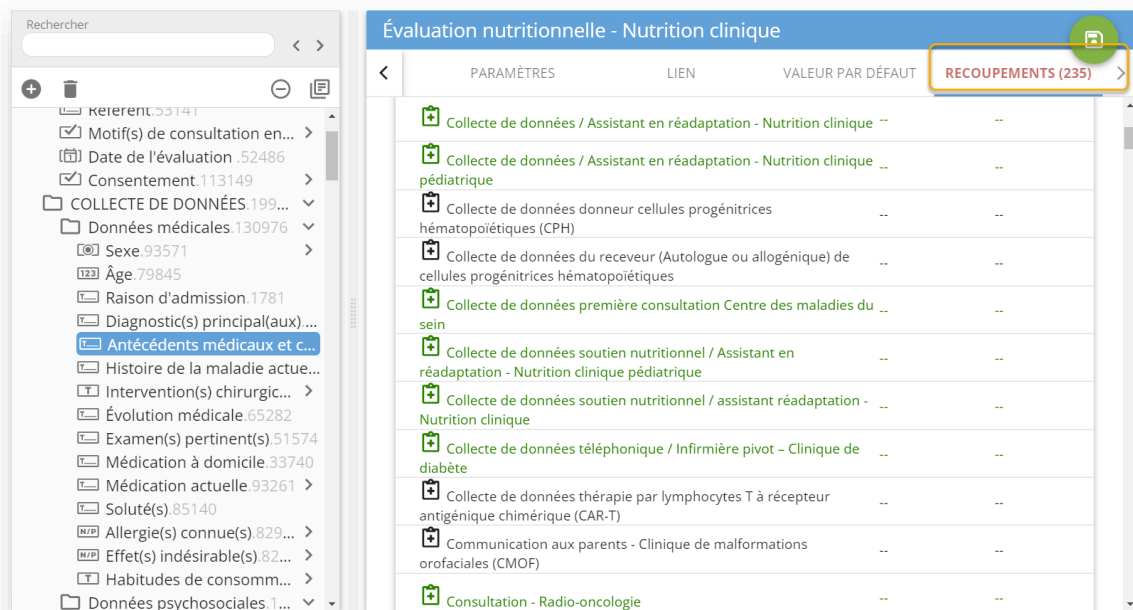 Rechercher
Référent.53141
Motif(s) de consultation en...
Date de l'évaluation .52486
Consentement.113149
COLLECTE DE DONNÉES.199...
Données médicales.130976
Sexe.93571
123 Âge.79845
Raison d'admission.1781
Diagnostic(s) principal(aux)....
Antécédents médicaux et c...
Histoire de la maladie actue...
T Intervention(s) chirurgic...
Évolution médicale.65282
Examen(s) pertinent(s).51574
Médication à domicile.33740
Médication actuelle.93261
Soluté(s).85140
N/P Allergie(s) connue(s).829...
N/P Effet(s) indésirable(s).82...
T Habitudes de consomm...
Données psychosociales.1...
Évaluation nutritionnelle - Nutrition clinique
PARAMÈTRES LIEN VALEUR PAR DÉFAUT RECOUPEMENTS (235)
Collecte de données / Assistant en réadaptation - Nutrition clinique -- --
Collecte de données / Assistant en réadaptation - Nutrition clinique
pédiatrique -- --
Collecte de données donneur cellules progénitrices
hématopoïétiques (CPH) -- --
Collecte de données du receveur (Autologue ou allogénique) de
cellules progénitrices hématopoïétiques -- --
Collecte de données première consultation Centre des maladies du
sein -- --
Collecte de données soutien nutritionnel / Assistant en
réadaptation - Nutrition clinique pédiatrique -- --
Collecte de données soutien nutritionnel / assistant réadaptation -
Nutrition clinique -- --
Collecte de données téléphonique / Infirmière pivot – Clinique de
diabète -- --
Collecte de données thérapie par lymphocytes T à récepteur
antigénique chimérique (CAR-T) -- --
Communication aux parents - Clinique de malformations
orofaciales (CMOF) -- --
Consultation - Radio-oncologie -- --